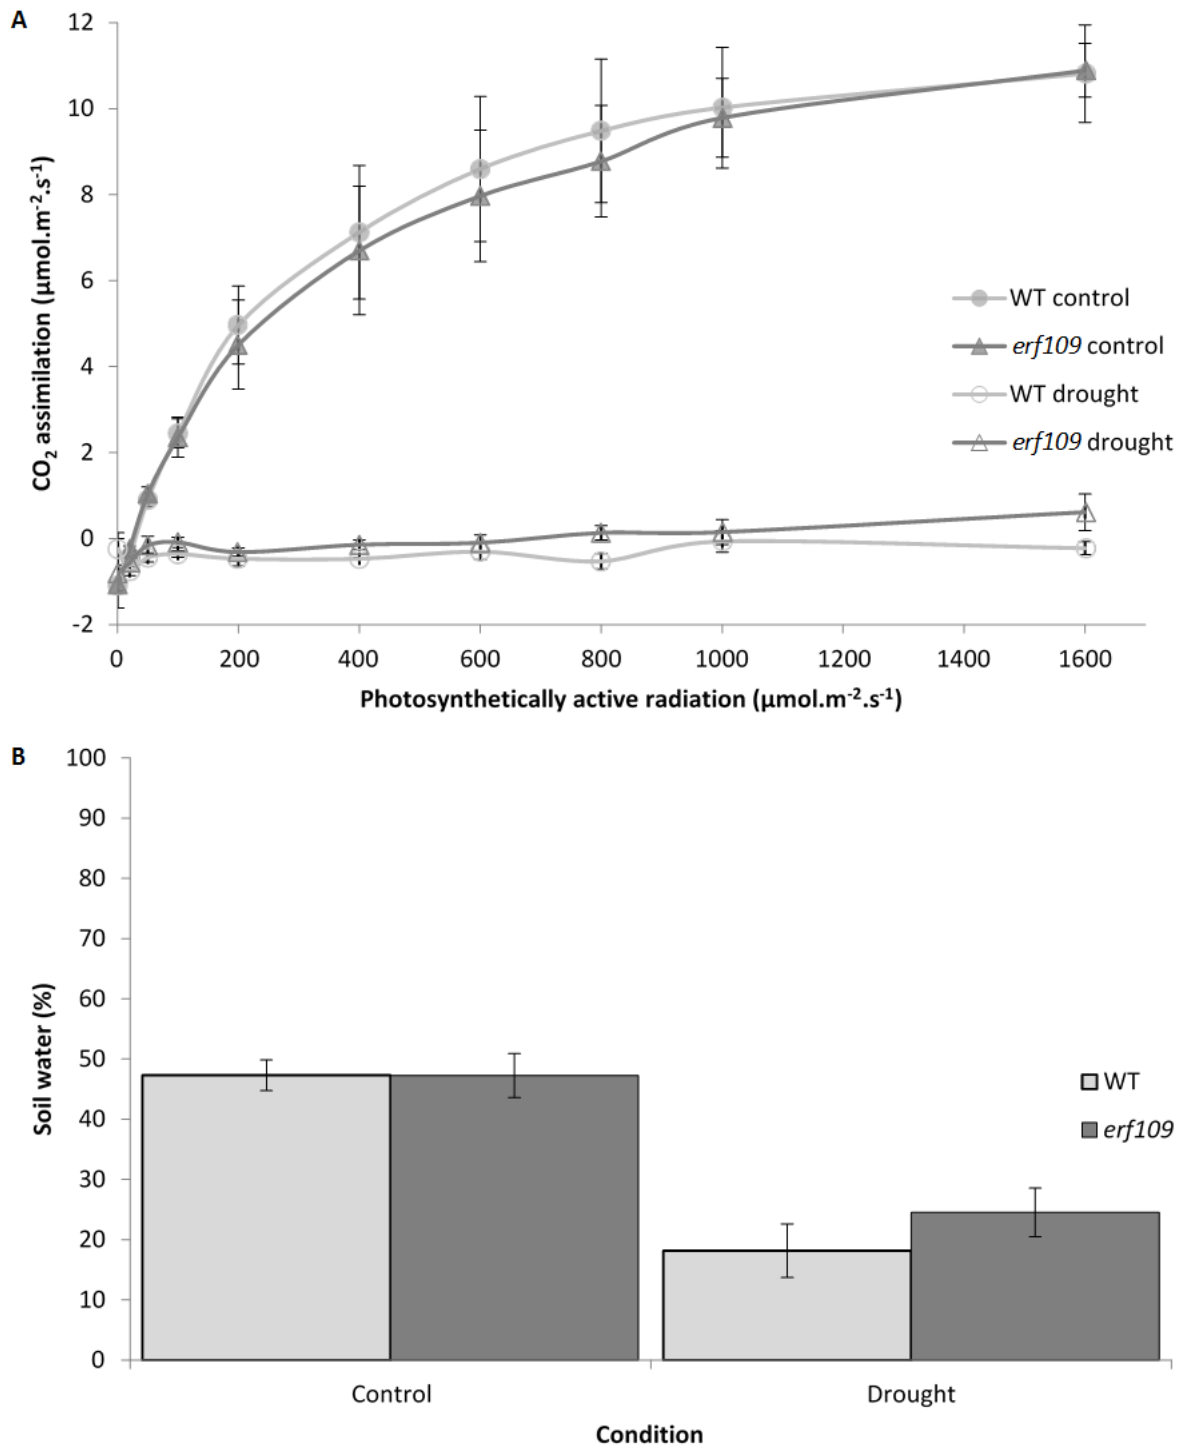 A
12
10
8
6
4
2
0
-2
CO₂ assimilation (µmol.m⁻².s⁻¹)
WT control
erf109 control
WT drought
erf109 drought
0 200 400 600 800 1000 1200 1400 1600
Photosynthetically active radiation (µmol.m⁻².s⁻¹)
B
100
90
80
70
60
50
40
30
20
10
0
Soil water (%)
WT
erf109
Control Drought
Condition